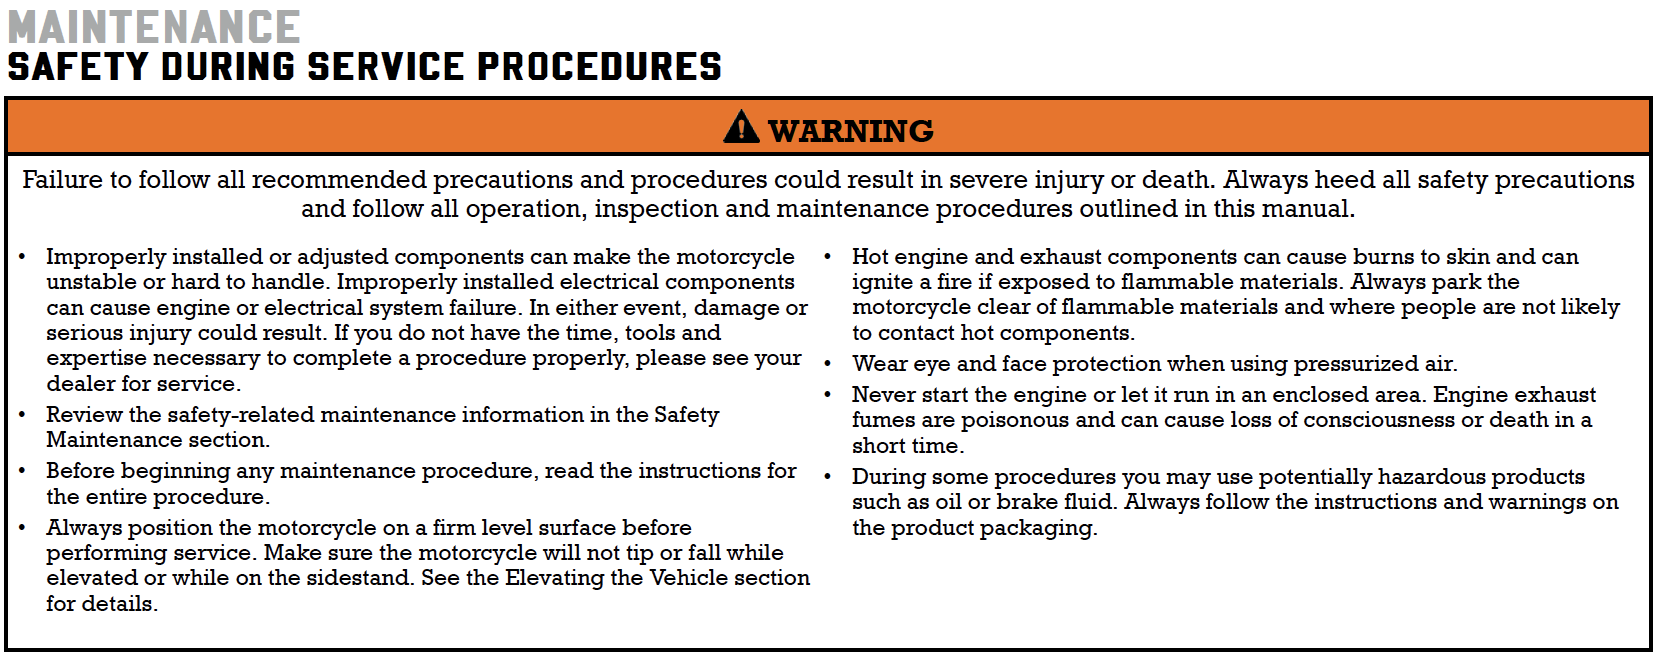 MAINTENANCE
SAFETY DURING SERVICE PROCEDURES
WARNING
Failure to follow all recommended precautions and procedures could result in severe injury or death. Always heed all safety precautions
and follow all operation, inspection and maintenance procedures outlined in this manual.
• Improperly installed or adjusted components can make the motorcycle
unstable or hard to handle. Improperly installed electrical components
can cause engine or electrical system failure. In either event, damage or
serious injury could result. If you do not have the time, tools and
expertise necessary to complete a procedure properly, please see your
dealer for service.
• Review the safety-related maintenance information in the Safety
Maintenance section.
• Before beginning any maintenance procedure, read the instructions for
the entire procedure.
• Always position the motorcycle on a firm level surface before
performing service. Make sure the motorcycle will not tip or fall while
elevated or while on the sidestand. See the Elevating the Vehicle section
for details.
• Hot engine and exhaust components can cause burns to skin and can
ignite a fire if exposed to flammable materials. Always park the
motorcycle clear of flammable materials and where people are not likely
to contact hot components.
• Wear eye and face protection when using pressurized air.
• Never start the engine or let it run in an enclosed area. Engine exhaust
fumes are poisonous and can cause loss of consciousness or death in a
short time.
• During some procedures you may use potentially hazardous products
such as oil or brake fluid. Always follow the instructions and warnings on
the product packaging.